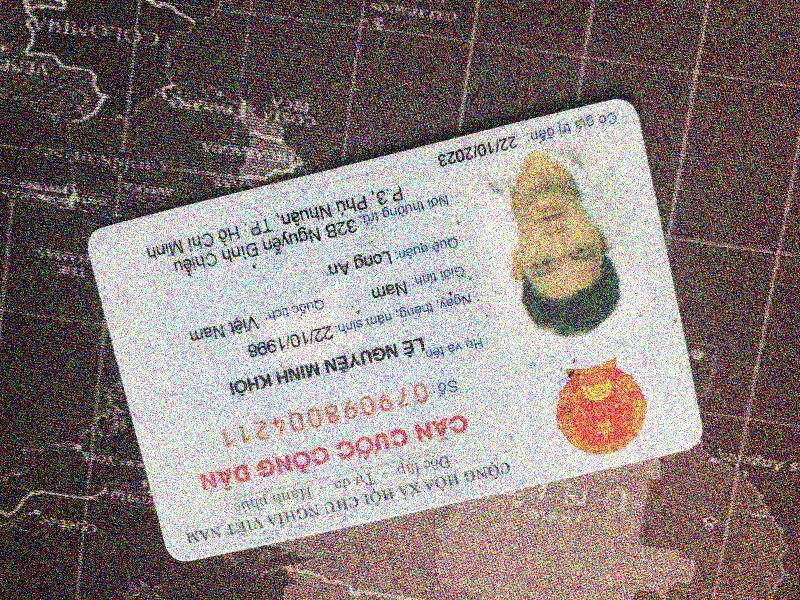 CỘNG HÒA XÃ HỘI CHỦ NGHĨA VIỆT NAM
Độc lập - Tự do - Hạnh phúc
CĂN CƯỚC CÔNG DÂN
Số 079098004211
Họ và tên LÊ NGUYÊN MINH KHÔI
Ngày, tháng, năm sinh 22/10/1998
Giới tính: Nam Quốc tịch: Việt Nam
Quê quán: Long An
Nơi thường trú: 32B Nguyễn Đình Chiểu
P.3, Phú Nhuận, TP. Hồ Chí Minh
Có giá trị đến: 22/10/2023